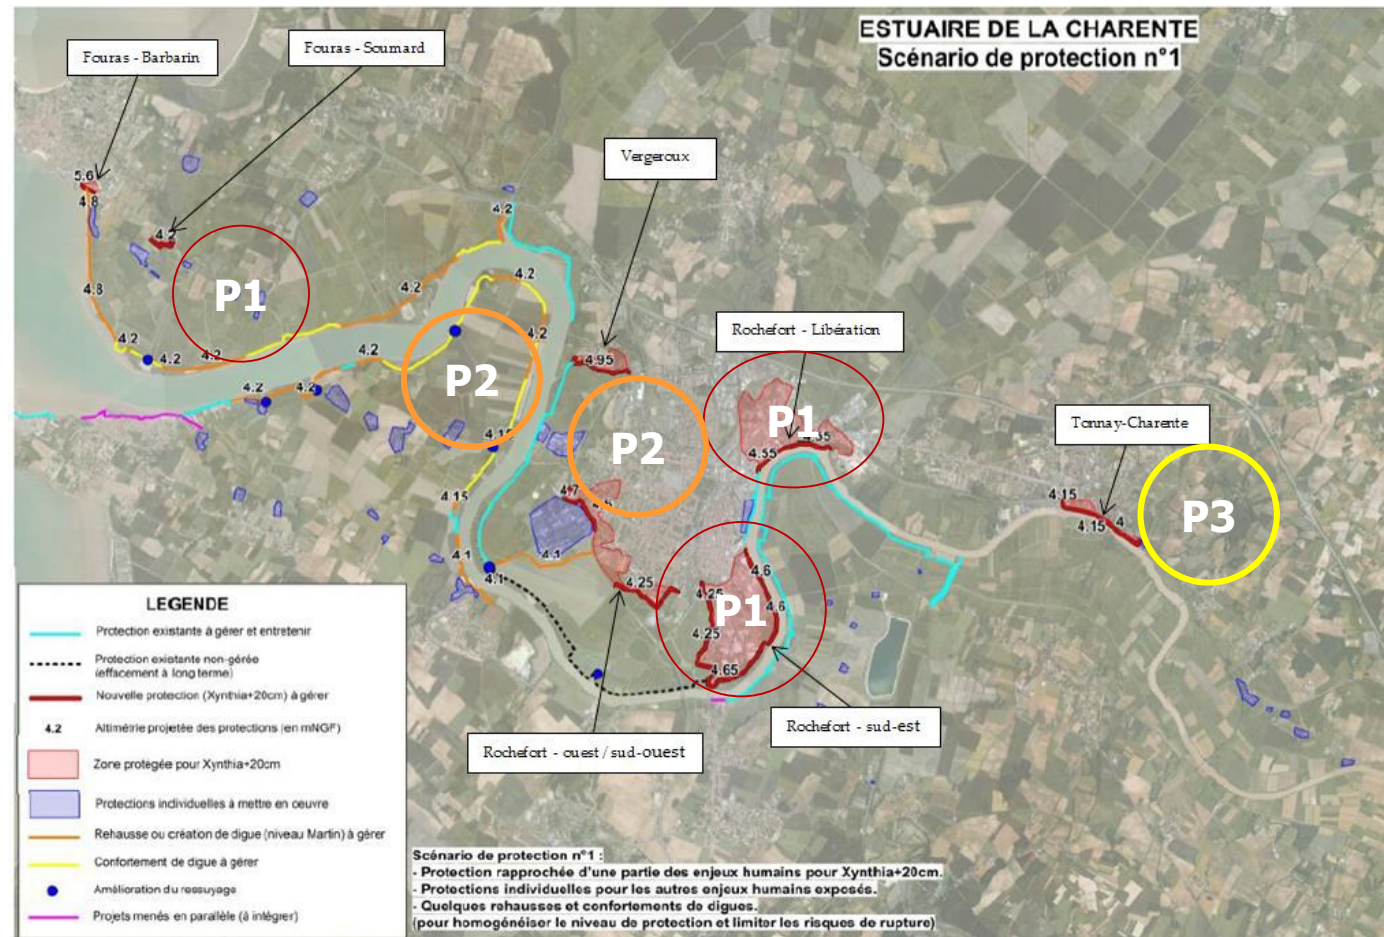 ESTUAIRE DE LA CHARENTE
Scénario de protection n°1
Fouras - Barbarin
Fouras - Soumard
Vergeroux
Rochefort - Libération
Tonnay-Charente
Rochefort - sud-est
Rochefort - ouest / sud-ouest
5.6
4.8
4.2
4.8
4.2
4.2
4.2
4.2
4.2
4.2
4.2
4.2
4.2
4.2
4.95
4.15
4.1
4.1
4.7
4.1
4.25
4.25
4.25
4.65
4.6
4.6
4.55
4.55
4.15
4.15
4
P1
P2
P2
P1
P1
P3
LEGENDE
Protection existante à gérer et entretenir
Protection existante non-gérée
(effacement à long terme)
Nouvelle protection (Xynthia+20cm) à gérer
4.2 Altimétrie projetée des protections (en mNGF)
Zone protégée pour Xynthia+20cm
Protections individuelles à mettre en oeuvre
Rehausse ou création de digue (niveau Martin) à gérer
Confortement de digue à gérer
Amélioration du ressuyage
Projets menés en parallèle (à intégrer)
Scénario de protection n°1 :
- Protection rapprochée d'une partie des enjeux humains pour Xynthia+20cm.
- Protections individuelles pour les autres enjeux humains exposés.
- Quelques rehausses et confortements de digues.
(pour homogénéiser le niveau de protection et limiter les risques de rupture)